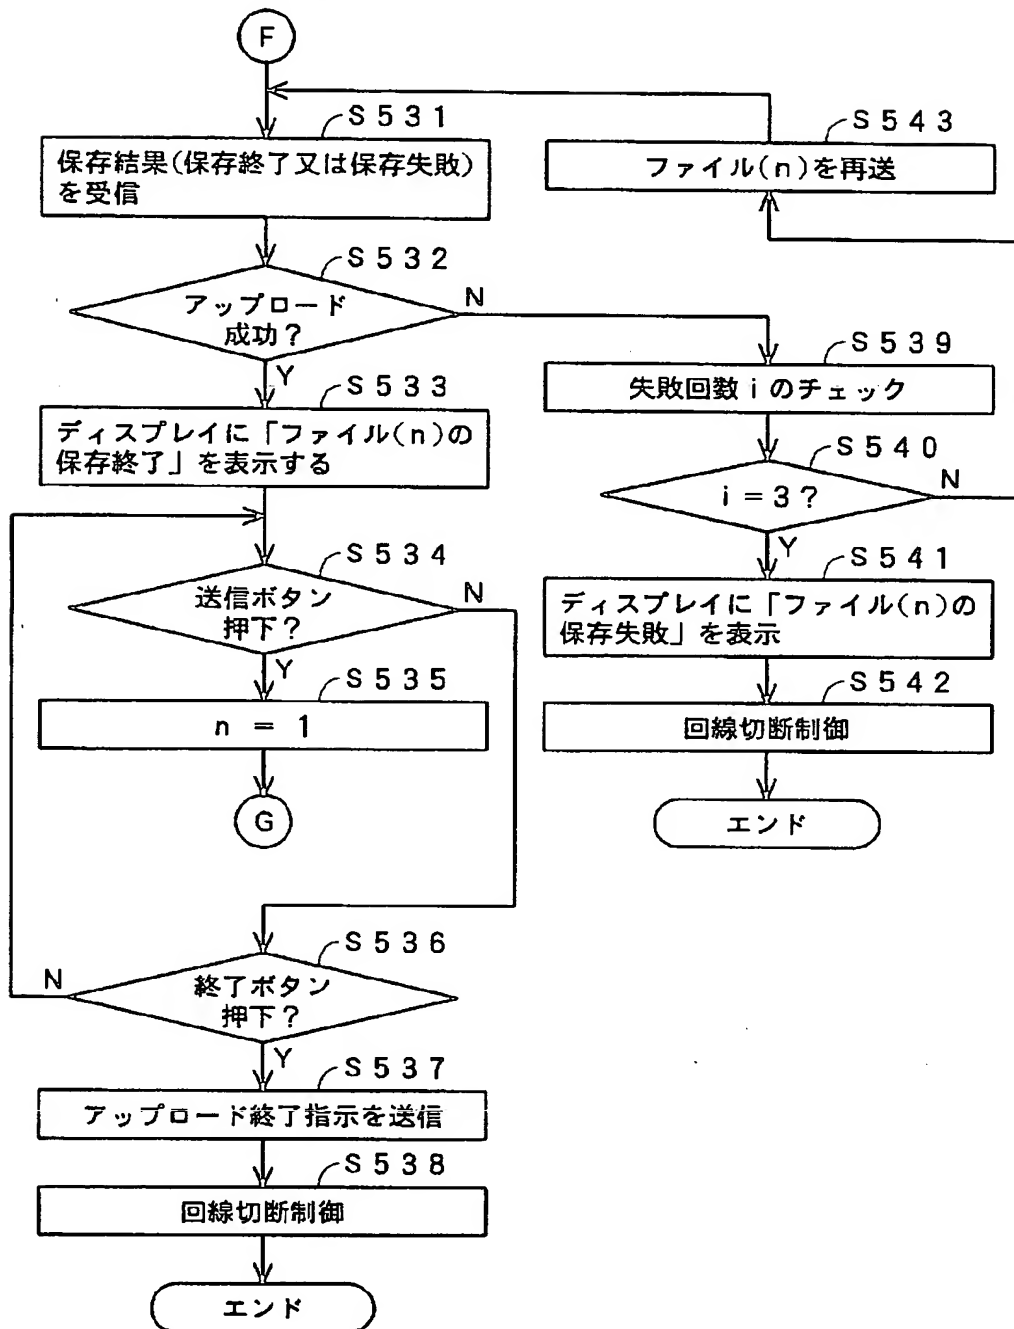 F
S531
保存結果(保存終了又は保存失敗)
を受信
S532
アップロード
成功?
N
Y
S533
ディスプレイに「ファイル(n)の
保存終了」を表示する
S534
送信ボタン
押下?
N
Y
S535
n = 1
G
S536
終了ボタン
押下?
N
Y
S537
アップロード終了指示を送信
S538
回線切断制御
エンド
S543
ファイル(n)を再送
S539
失敗回数iのチェック
S540
i=3?
N
Y
S541
ディスプレイに「ファイル(n)の
保存失敗」を表示
S542
回線切断制御
エンド